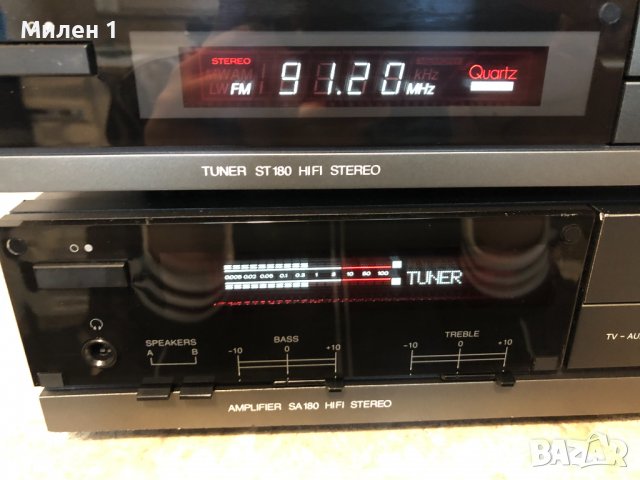 Милен 1
STEREO
MW AM kHz
LW FM 91.20 MHz
Quartz
TUNER ST180 HIFI STEREO
TUNER
SPEAKERS
A B
BASS
-10 0 +10
TREBLE
-10 0 +10
TV - AU
AMPLIFIER SA180 HIFI STEREO
BAZAR